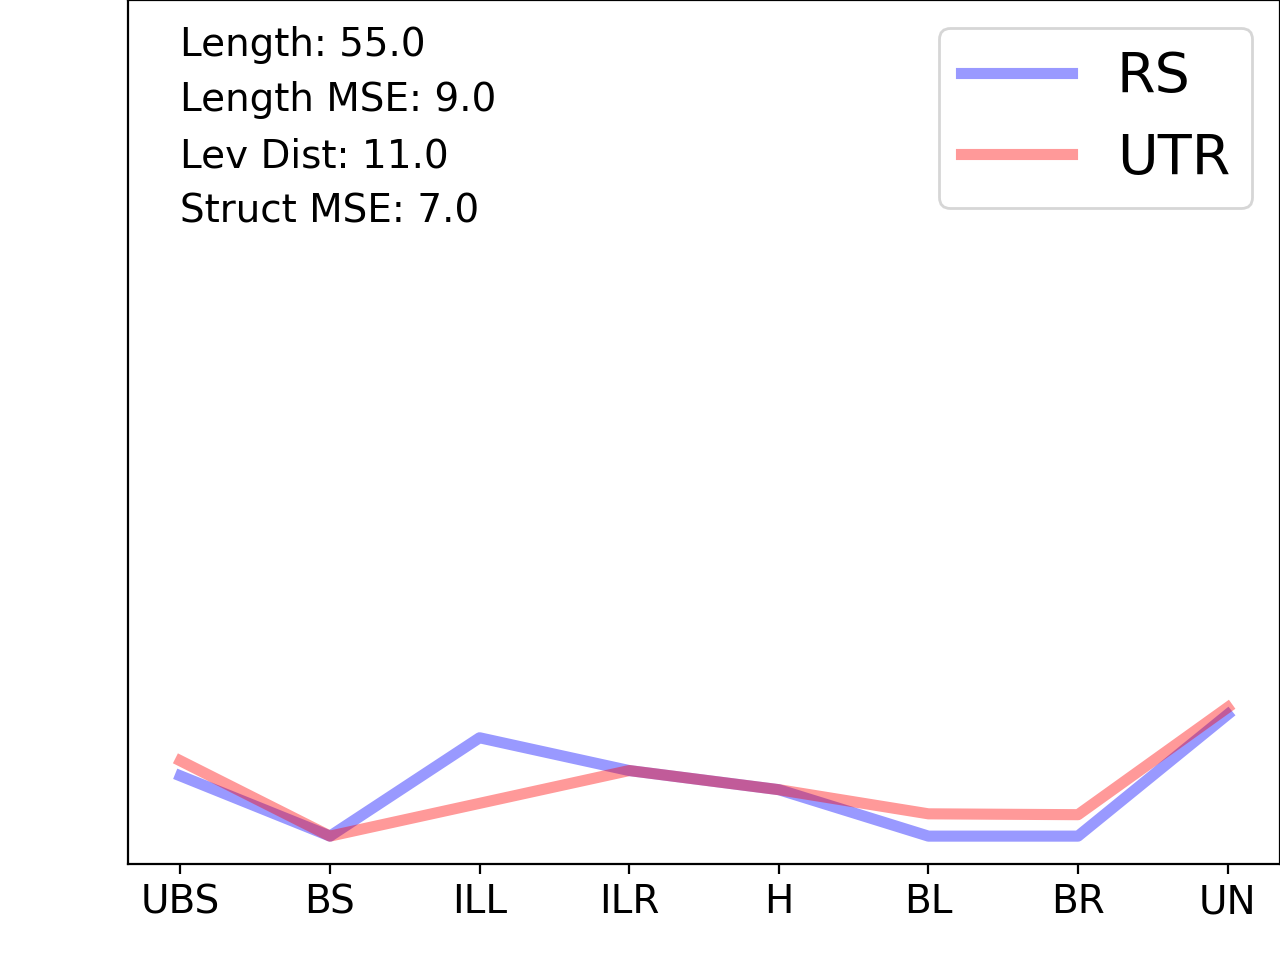 Length: 55.0
Length MSE: 9.0
Lev Dist: 11.0
Struct MSE: 7.0
RS
UTR
UBS BS ILL ILR H BL BR UN